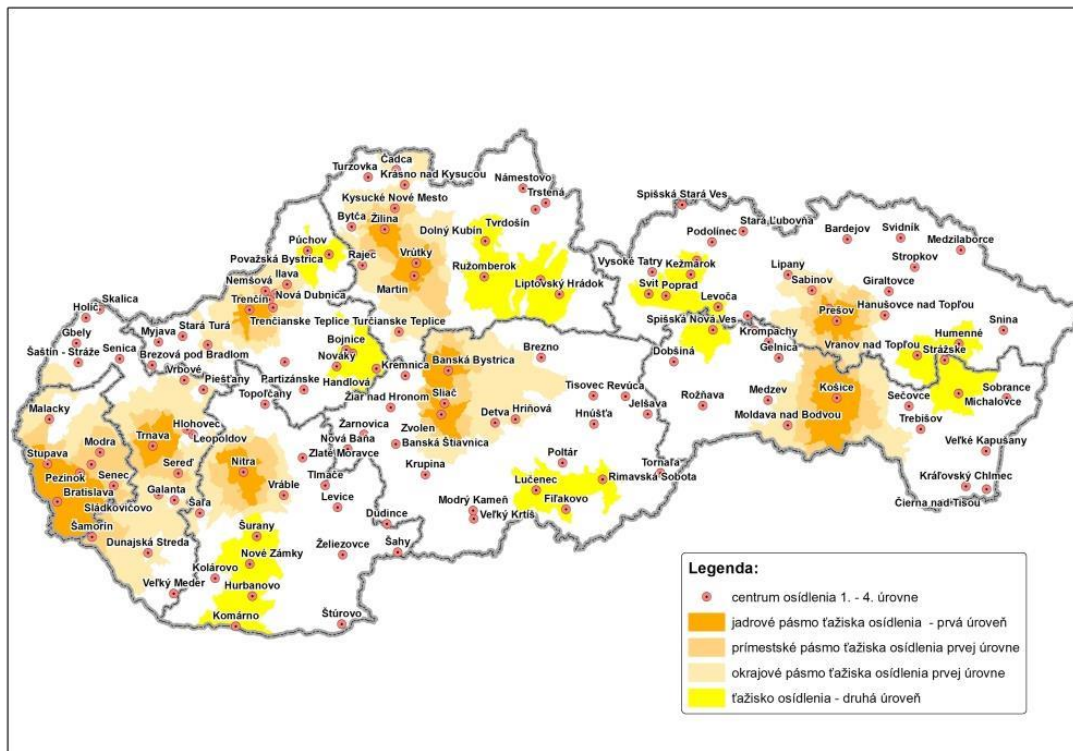 Čadca
Turzovka
Krásno nad Kysucou
Námestovo
Trstená
Spišská Stará Ves
Kysucké Nové Mesto
Bytča
Žilina
Tvrdošín
Dolný Kubín
Podolínec
Stará Ľubovňa
Bardejov
Svidník
Medzilaborce
Púchov
Považská Bystrica
Rajec
Vrútky
Ružomberok
Vysoké Tatry
Kežmarok
Lipany
Stropkov
Ilava
Nemšová
Martin
Liptovský Hrádok
Svit
Poprad
Sabinov
Giraltovce
Skalica
Holíč
Trenčín
Nová Dubnica
Levoča
Hanušovce nad Topľou
Prešov
Gbely
Myjava
Stará Turá
Trenčianske Teplice
Turčianske Teplice
Spišská Nová Ves
Krompachy
Humenné
Snina
Šaštín - Stráže
Senica
Brezová pod Bradlom
Bojnice
Nováky
Banská Bystrica
Brezno
Dobšiná
Gelnica
Vranov nad Topľou
Strážske
Vrbové
Piešťany
Partizánske
Handlová
Kremnica
Sliač
Tisovec
Revúca
Medzev
Košice
Sobrance
Michalovce
Malacky
Hlohovec
Leopoldov
Topoľčany
Žiar nad Hronom
Detva
Hriňová
Hnúšťa
Jelšava
Rožňava
Moldava nad Bodvou
Sečovce
Trebišov
Modra
Trnava
Žarnovica
Nová Baňa
Zvolen
Banská Štiavnica
Stupava
Pezinok
Senec
Sereď
Nitra
Zlaté Moravce
Tlmače
Krupina
Poltár
Tornaľa
Rimavská Sobota
Veľké Kapušany
Bratislava
Sládkovičovo
Galanta
Šaľa
Vráble
Levice
Lučenec
Fiľakovo
Kráľovský Chlmec
Čierna nad Tisou
Šamorín
Dunajská Streda
Šurany
Dudince
Modrý Kameň
Veľký Krtíš
Kolárovo
Nové Zámky
Želiezovce
Šahy
Veľký Meder
Hurbanovo
Komárno
Štúrovo
Legenda:
centrum osídlenia 1. - 4. úrovne
jadrové pásmo ťažiska osídlenia - prvá úroveň
prímestské pásmo ťažiska osídlenia prvej úrovne
okrajové pásmo ťažiska osídlenia prvej úrovne
ťažisko osídlenia - druhá úroveň